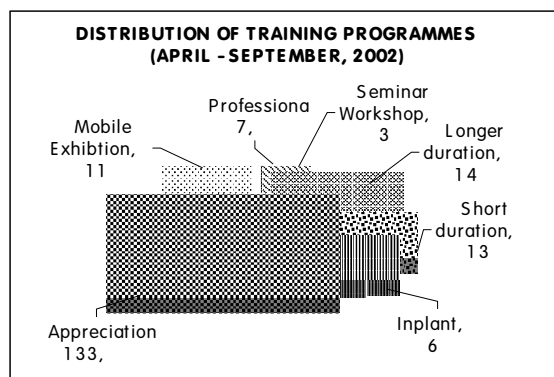 DISTRIBUTION OF TRAINING PROGRAMMES
(APRIL - SEPTEMBER, 2002)
Seminar
Workshop,
3
Professiona
7,
Mobile
Exhibtion,
11
Longer
duration,
14
Short
duration,
13
Appreciation
133,
Inplant,
6